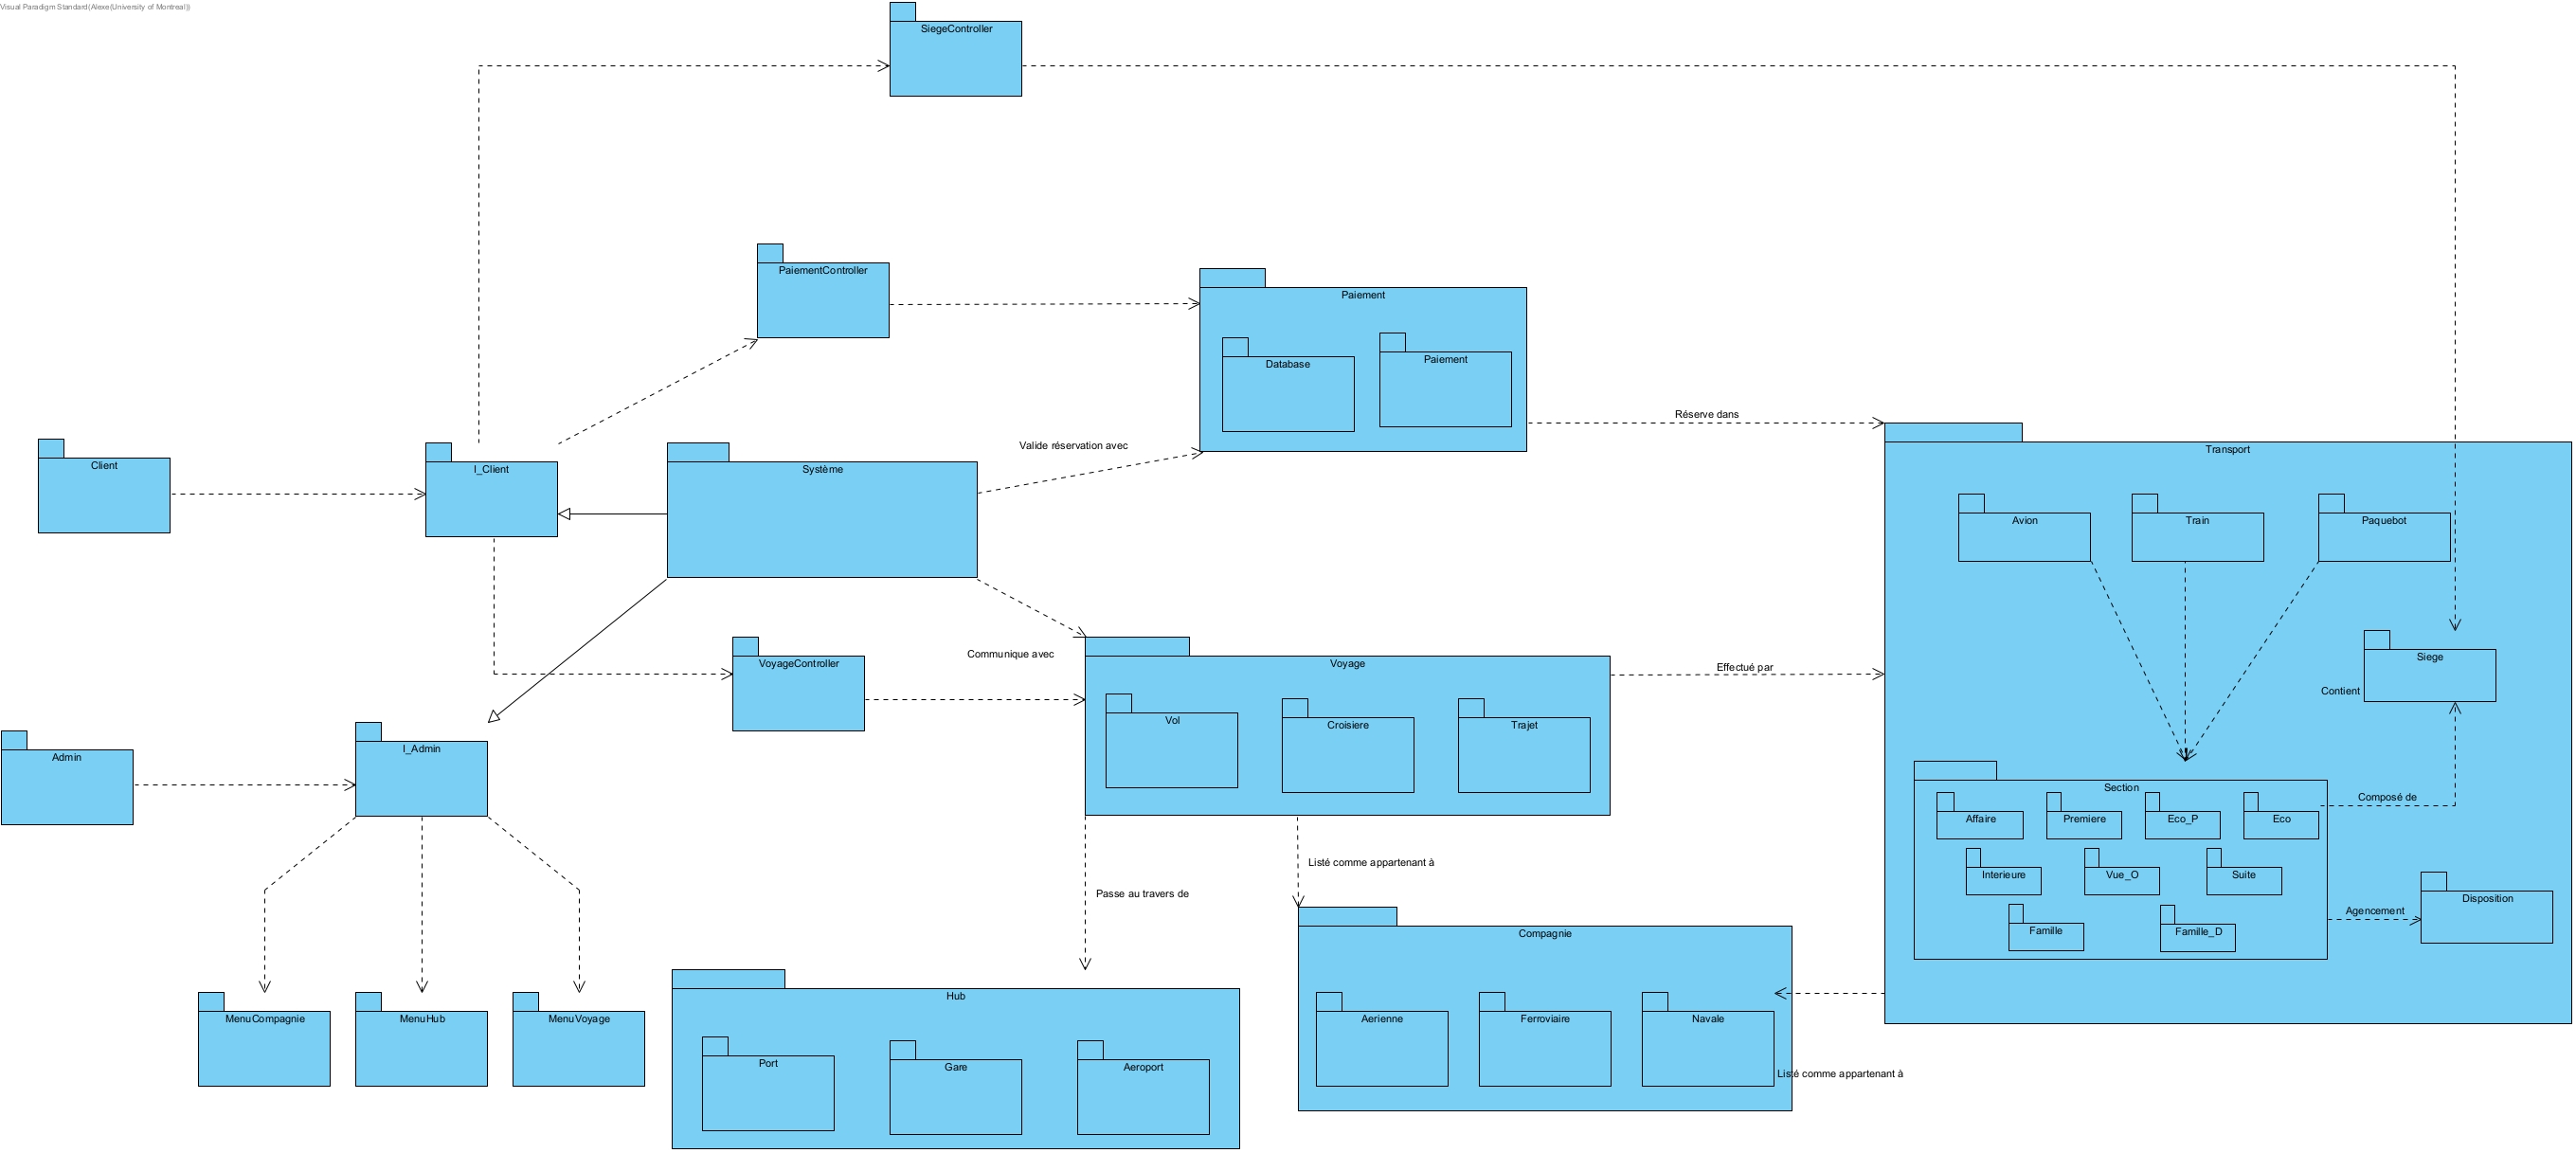 Visual Paradigm Standard(Alexe(University of Montreal))
SiegeController
PaiementController
Paiement
Database
Paiement
Réserve dans
Valide réservation avec
Client
I_Client
Système
Transport
Avion
Train
Paquebot
Communique avec
VoyageController
Voyage
Effectué par
Siege
Contient
Vol
Croisiere
Trajet
Admin
I_Admin
Section
Composé de
Affaire
Premiere
Eco_P
Eco
Listé comme appartenant à
Interieure
Vue_O
Suite
Passe au travers de
Disposition
Agencement
Famille
Famille_D
Compagnie
Hub
MenuCompagnie
MenuHub
MenuVoyage
Aerienne
Ferroviaire
Navale
Port
Gare
Aeroport
Listé comme appartenant à